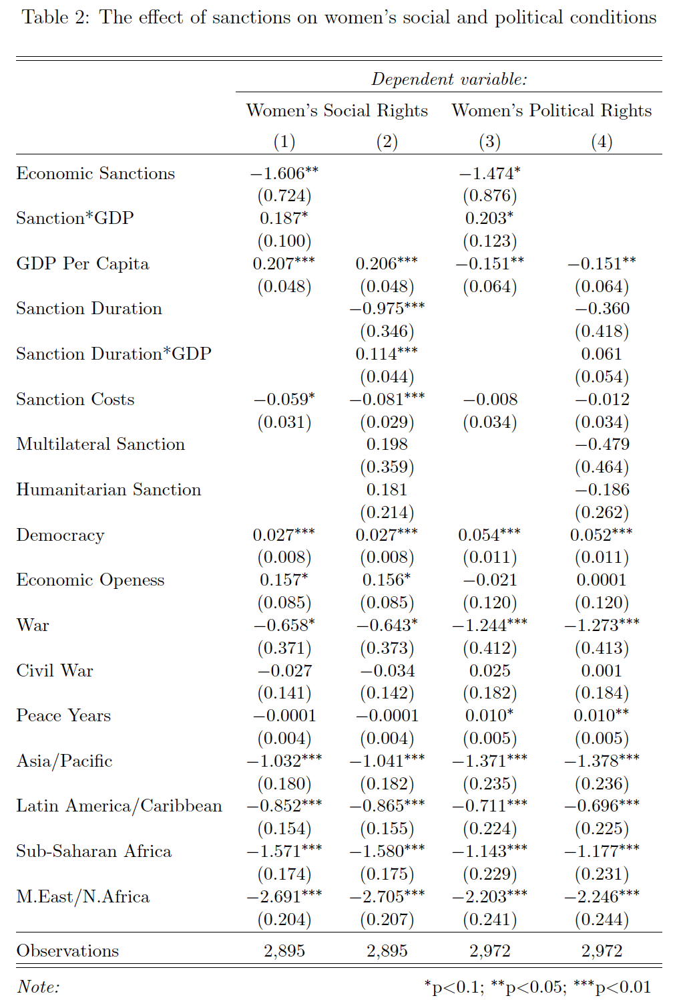 Table 2: The effect of sanctions on women's social and political conditions
Dependent variable:
Women's Social Rights Women's Political Rights
(1) (2) (3) (4)
Economic Sanctions −1.606** −1.474*
(0.724) (0.876)
Sanction*GDP 0.187* 0.203*
(0.100) (0.123)
GDP Per Capita 0.207*** 0.206*** −0.151** −0.151**
(0.048) (0.048) (0.064) (0.064)
Sanction Duration −0.975*** −0.360
(0.346) (0.418)
Sanction Duration*GDP 0.114*** 0.061
(0.044) (0.054)
Sanction Costs −0.059* −0.081*** −0.008 −0.012
(0.031) (0.029) (0.034) (0.034)
Multilateral Sanction 0.198 −0.479
(0.359) (0.464)
Humanitarian Sanction 0.181 −0.186
(0.214) (0.262)
Democracy 0.027*** 0.027*** 0.054*** 0.052***
(0.008) (0.008) (0.011) (0.011)
Economic Openess 0.157* 0.156* −0.021 0.0001
(0.085) (0.085) (0.120) (0.120)
War −0.658* −0.643* −1.244*** −1.273***
(0.371) (0.373) (0.412) (0.413)
Civil War −0.027 −0.034 0.025 0.001
(0.141) (0.142) (0.182) (0.184)
Peace Years −0.0001 −0.0001 0.010* 0.010**
(0.004) (0.004) (0.005) (0.005)
Asia/Pacific −1.032*** −1.041*** −1.371*** −1.378***
(0.180) (0.182) (0.235) (0.236)
Latin America/Caribbean −0.852*** −0.865*** −0.711*** −0.696***
(0.154) (0.155) (0.224) (0.225)
Sub-Saharan Africa −1.571*** −1.580*** −1.143*** −1.177***
(0.174) (0.175) (0.229) (0.231)
M.East/N.Africa −2.691*** −2.705*** −2.203*** −2.246***
(0.204) (0.207) (0.241) (0.244)
Observations 2,895 2,895 2,972 2,972
Note: *p<0.1; **p<0.05; ***p<0.01